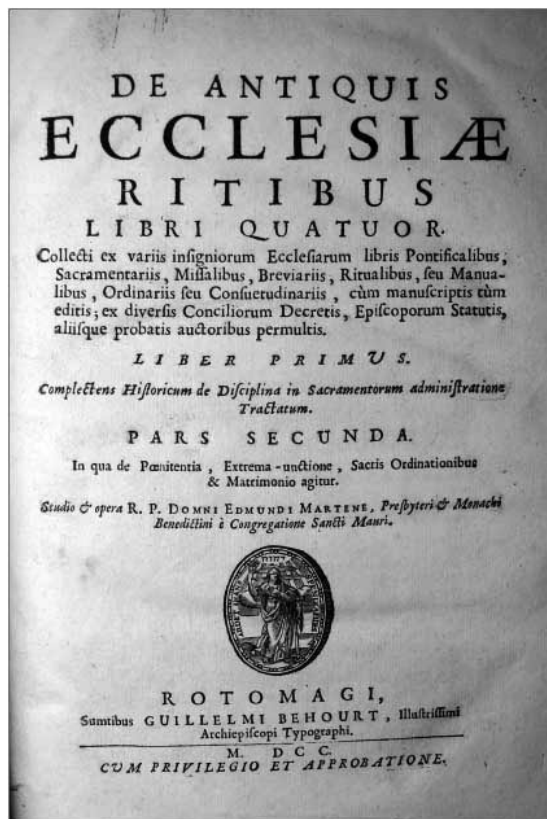 DE ANTIQUIS
ECCLESIÆ
RITIBUS
LIBRI QUATUOR.
Collecti ex variis inſigniorum Eccleſiarum libris Pontificalibus,
Sacramentariis, Miſſalibus, Breviariis, Ritualibus, ſeu Manua-
libus, Ordinariis ſeu Conſuetudinariis, cùm manuſcriptis tùm
editis; ex diverſis Conciliorum Decretis, Epiſcoporum Statutis,
aliiſque probatis auctoribus permultis.
LIBER PRIMUS.
Complectens Hiſtoricum de Diſciplina in Sacramentorum adminiſtratione
Tractatum.
PARS SECUNDA.
In qua de Pœnitentia, Extrema-unctione, Sacris Ordinationibus
& Matrimonio agitur.
Studio & opera R. P. DOMNI EDMUNDI MARTENE, Preſbyteri & Monachi
Benedictini è Congregatione Sancti Mauri.
ROTOMAGI,
Sumtibus GUILLELMI BEHOURT, Illuſtriſſimi
Archiepiſcopi Typographi.
M. DCC.
CVM PRIVILEGIO ET APPROBATIONE.